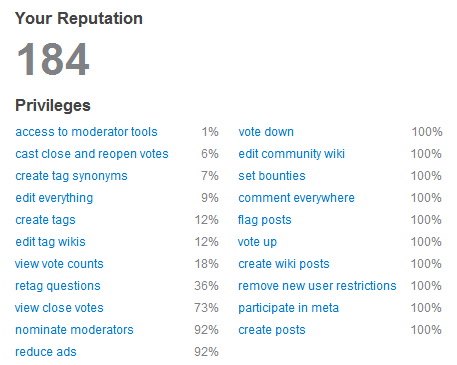 Your Reputation
184
Privileges
access to moderator tools 1%
cast close and reopen votes 6%
create tag synonyms 7%
edit everything 9%
create tags 12%
edit tag wikis 12%
view vote counts 18%
retag questions 36%
view close votes 73%
nominate moderators 92%
reduce ads 92%
vote down 100%
edit community wiki 100%
set bounties 100%
comment everywhere 100%
flag posts 100%
vote up 100%
create wiki posts 100%
remove new user restrictions 100%
participate in meta 100%
create posts 100%